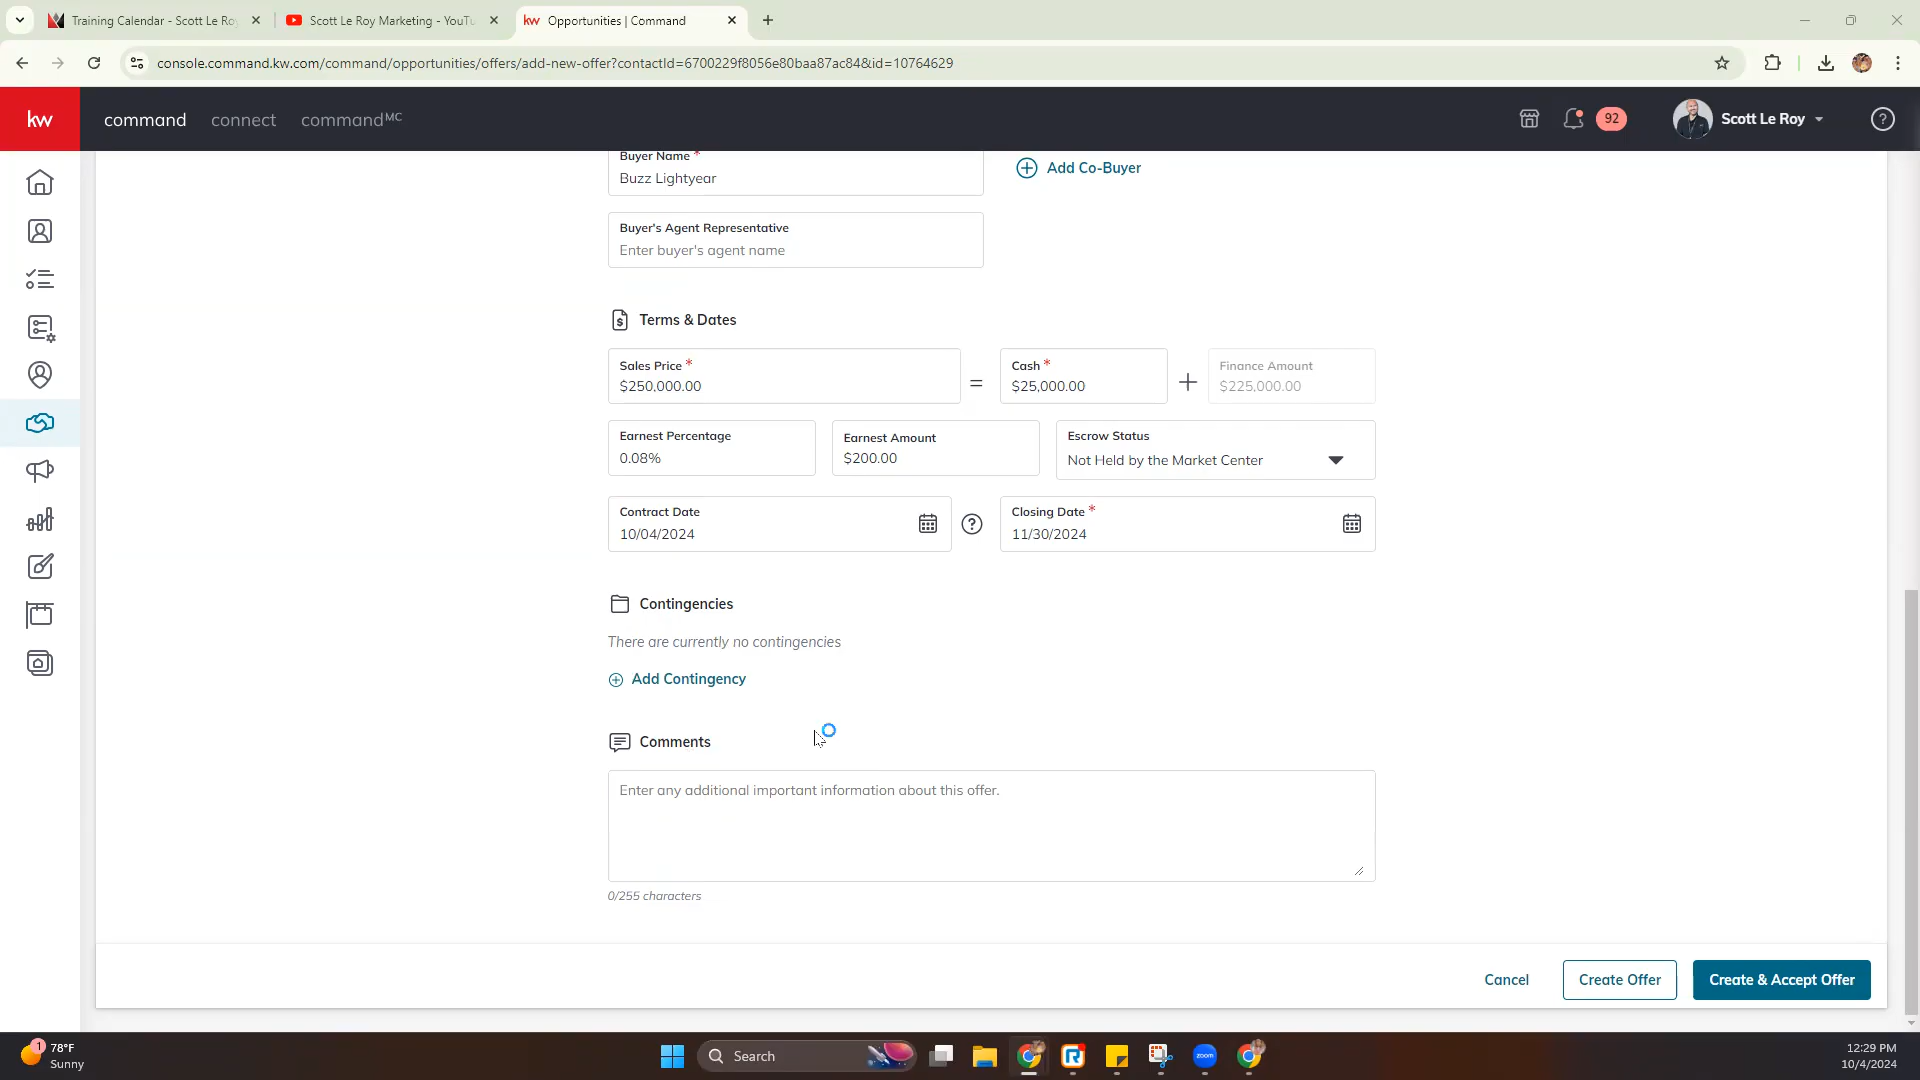 Training Calendar - Scott Le Ro
Scott Le Roy Marketing - YouTu
kw Opportunities | Command
console.command.kw.com/command/opportunities/offers/add-new-offer?contactId=6700229f8056e80baa87ac84&id=10764629
kw
command
connect
commandMC
92
Scott Le Roy
Buyer Name *
Buzz Lightyear
Add Co-Buyer
Buyer's Agent Representative
Enter buyer's agent name
Terms & Dates
Sales Price *
$250,000.00
=
Cash *
$25,000.00
+
Finance Amount
$225,000.00
Earnest Percentage
0.08%
Earnest Amount
$200.00
Escrow Status
Not Held by the Market Center
Contract Date
10/04/2024
?
Closing Date *
11/30/2024
Contingencies
There are currently no contingencies
Add Contingency
Comments
Enter any additional important information about this offer.
0/255 characters
Cancel
Create Offer
Create & Accept Offer
1
78°F
Sunny
Search
zoom
12:29 PM
10/4/2024